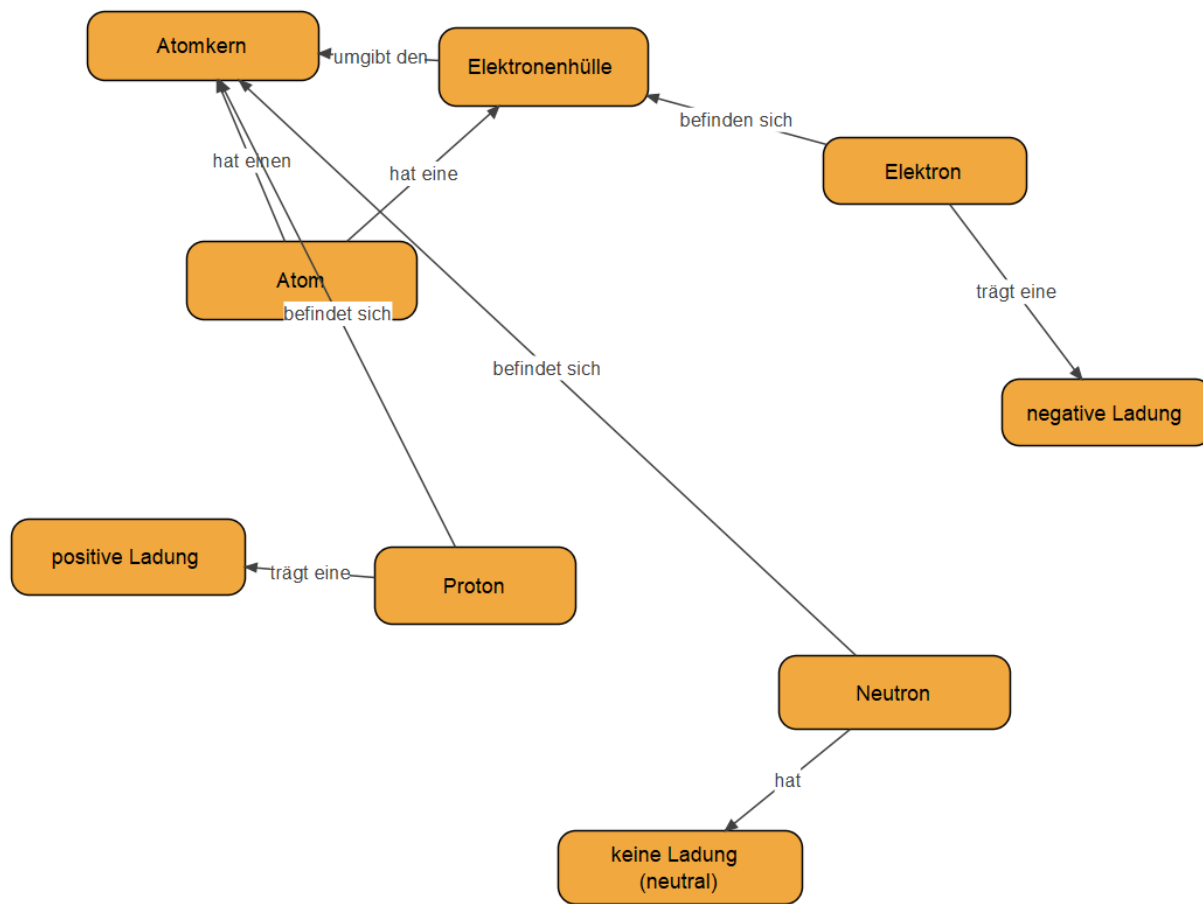 Atomkern
umgibt den
Elektronenhülle
befinden sich
Elektron
hat einen
hat eine
Atom
trägt eine
befindet sich
befindet sich
negative Ladung
positive Ladung
trägt eine
Proton
Neutron
hat
keine Ladung
(neutral)